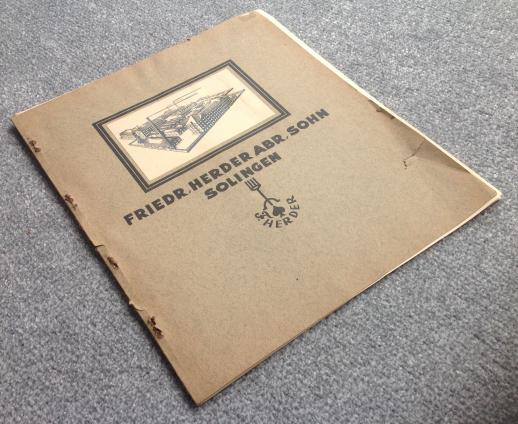 FRIEDR. HERDER ABR. SOHN
SOLINGEN
HERDER